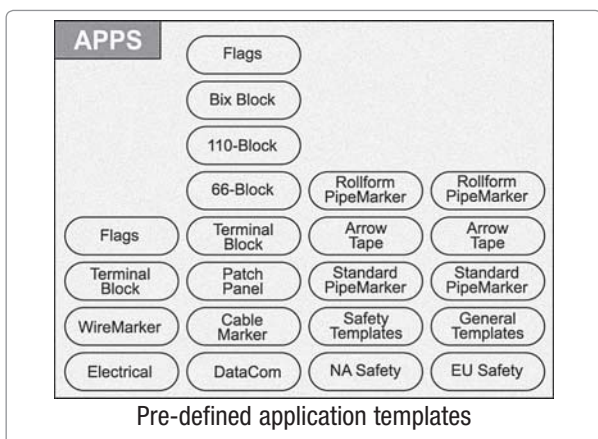 APPS
Flags
Bix Block
110-Block
66-Block
Rollform
PipeMarker
Rollform
PipeMarker
Flags
Terminal
Block
Arrow
Tape
Arrow
Tape
Terminal
Block
Patch
Panel
Standard
PipeMarker
Standard
PipeMarker
WireMarker
Cable
Marker
Safety
Templates
General
Templates
Electrical
DataCom
NA Safety
EU Safety
Pre-defined application templates